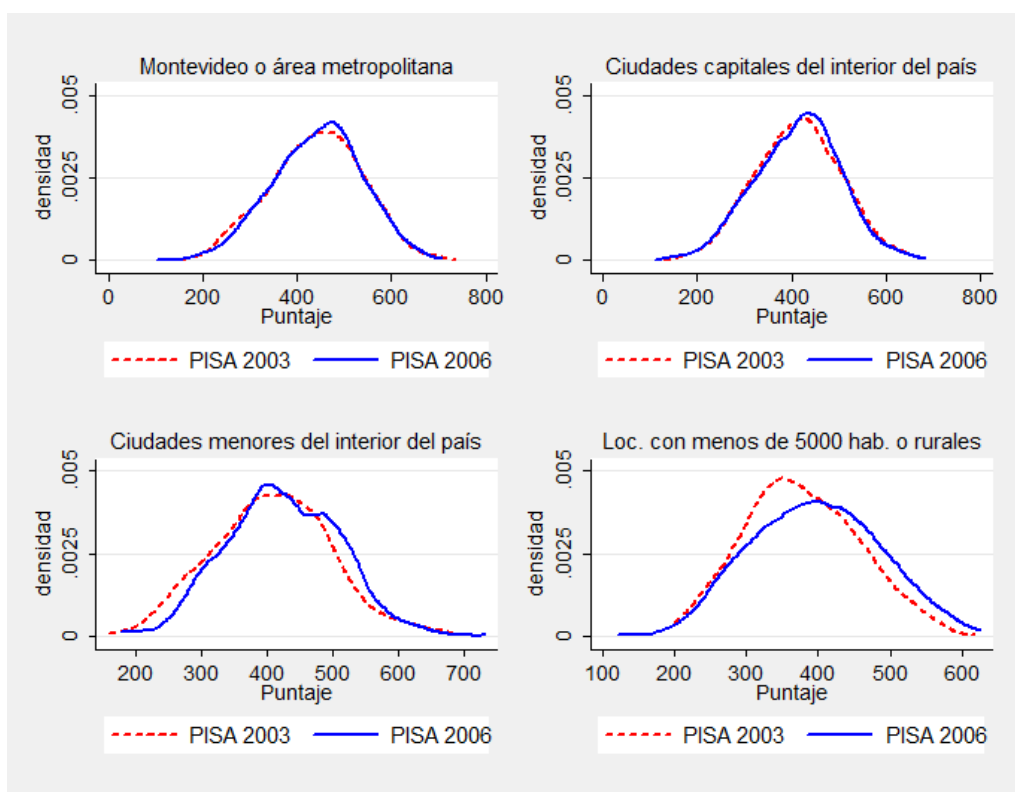 Montevideo o área metropolitana
densidad
.005
.0025
0
0 200 400 600 800
Puntaje
PISA 2003 PISA 2006
Ciudades capitales del interior del país
densidad
.005
.0025
0
0 200 400 600 800
Puntaje
PISA 2003 PISA 2006
Ciudades menores del interior del país
densidad
.005
.0025
0
200 300 400 500 600 700
Puntaje
PISA 2003 PISA 2006
Loc. con menos de 5000 hab. o rurales
densidad
.005
.0025
0
100 200 300 400 500 600
Puntaje
PISA 2003 PISA 2006